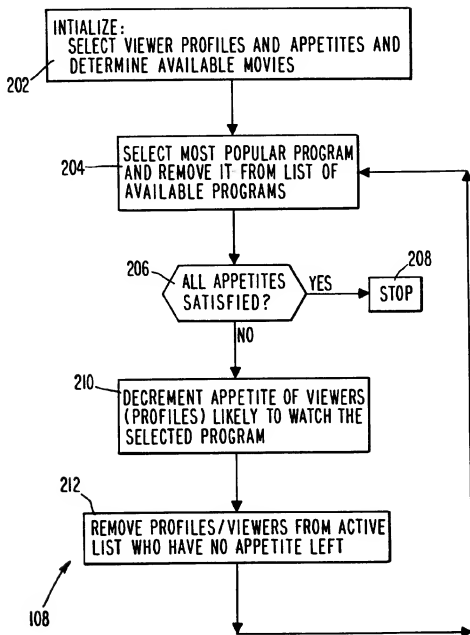 INTIALIZE:
SELECT VIEWER PROFILES AND APPETITES AND
DETERMINE AVAILABLE MOVIES
202
SELECT MOST POPULAR PROGRAM
AND REMOVE IT FROM LIST OF
AVAILABLE PROGRAMS
204
206
ALL APPETITES
SATISFIED?
YES
208
STOP
NO
210
DECREMENT APPETITE OF VIEWERS
(PROFILES) LIKELY TO WATCH THE
SELECTED PROGRAM
212
REMOVE PROFILES/VIEWERS FROM ACTIVE
LIST WHO HAVE NO APPETITE LEFT
108